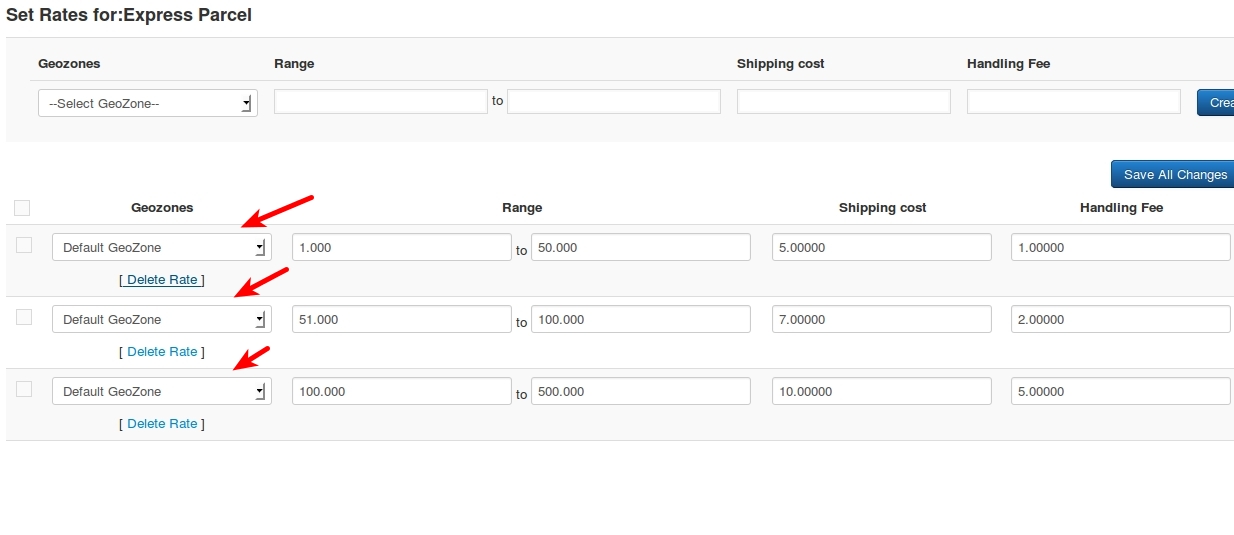 Set Rates for:Express Parcel
Geozones Range Shipping cost Handling Fee
--Select GeoZone-- to Crea
Save All Changes
Geozones Range Shipping cost Handling Fee
Default GeoZone 1.000 to 50.000 5.00000 1.00000
[ Delete Rate ]
Default GeoZone 51.000 to 100.000 7.00000 2.00000
[ Delete Rate ]
Default GeoZone 100.000 to 500.000 10.00000 5.00000
[ Delete Rate ]